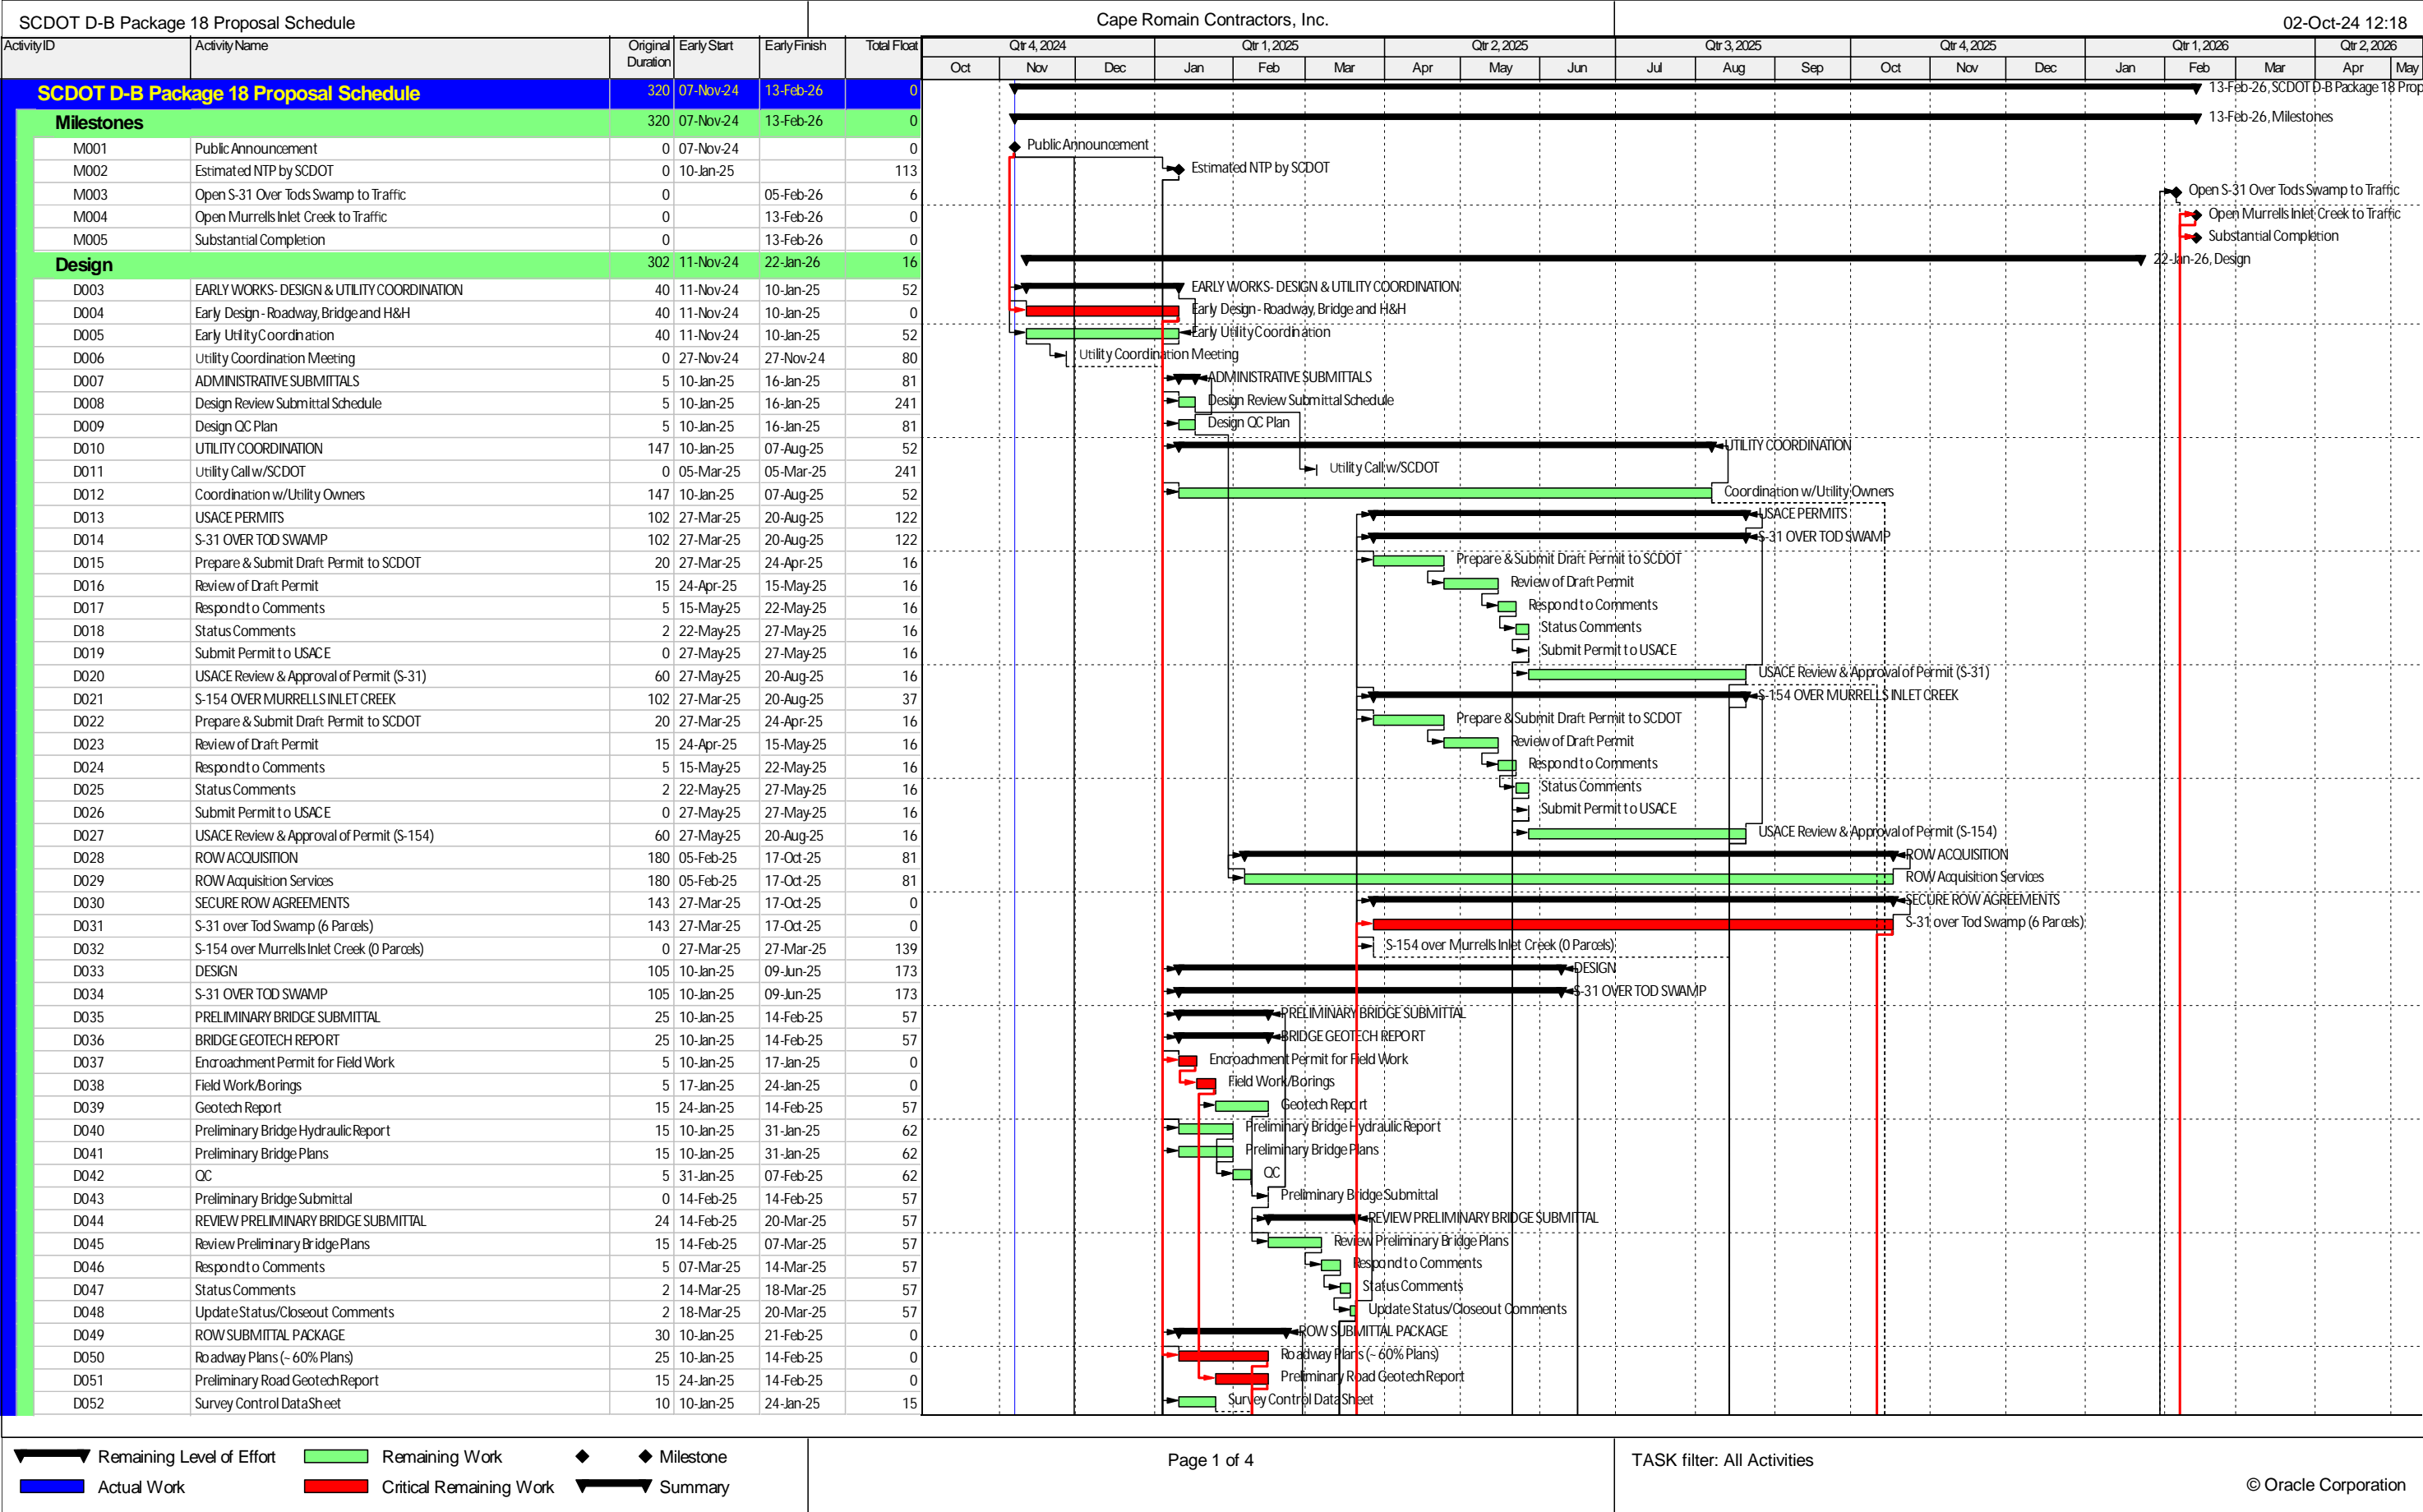 SCDOT D-B Package 18 Proposal Schedule
Cape Romain Contractors, Inc.
02-Oct-24 12:18
Activity ID Activity Name Original Duration Early Start Early Finish Total Float
Qtr 4, 2024 Qtr 1, 2025 Qtr 2, 2025 Qtr 3, 2025 Qtr 4, 2025 Qtr 1, 2026 Qtr 2, 2026
Oct Nov Dec Jan Feb Mar Apr May Jun Jul Aug Sep Oct Nov Dec Jan Feb Mar Apr May
SCDOT D-B Package 18 Proposal Schedule 320 07-Nov-24 13-Feb-26 0 13-Feb-26, SCDOT D-B Package 18 Prop
Milestones 320 07-Nov-24 13-Feb-26 0 13-Feb-26, Milestones
M001 Public Announcement 0 07-Nov-24 0 Public Announcement
M002 Estimated NTP by SCDOT 0 10-Jan-25 113 Estimated NTP by SCDOT
M003 Open S-31 Over Tods Swamp to Traffic 0 05-Feb-26 6 Open S-31 Over Tods Swamp to Traffic
M004 Open Murrells Inlet Creek to Traffic 0 13-Feb-26 0 Open Murrells Inlet Creek to Traffic
M005 Substantial Completion 0 13-Feb-26 0 Substantial Completion
Design 302 11-Nov-24 22-Jan-26 16 22-Jan-26, Design
D003 EARLY WORKS- DESIGN & UTILITY COORDINATION 40 11-Nov-24 10-Jan-25 52 EARLY WORKS- DESIGN & UTILITY COORDINATION
D004 Early Design - Roadway, Bridge and H&H 40 11-Nov-24 10-Jan-25 0 Early Design - Roadway, Bridge and H&H
D005 Early Utility Coordination 40 11-Nov-24 10-Jan-25 52 Early Utility Coordination
D006 Utility Coordination Meeting 0 27-Nov-24 27-Nov-24 80 Utility Coordination Meeting
D007 ADMINISTRATIVE SUBMITTALS 5 10-Jan-25 16-Jan-25 81 ADMINISTRATIVE SUBMITTALS
D008 Design Review Submittal Schedule 5 10-Jan-25 16-Jan-25 241 Design Review Submittal Schedule
D009 Design QC Plan 5 10-Jan-25 16-Jan-25 81 Design QC Plan
D010 UTILITY COORDINATION 147 10-Jan-25 07-Aug-25 52 UTILITY COORDINATION
D011 Utility Call w/SCDOT 0 05-Mar-25 05-Mar-25 241 Utility Call w/SCDOT
D012 Coordination w/Utility Owners 147 10-Jan-25 07-Aug-25 52 Coordination w/Utility Owners
D013 USACE PERMITS 102 27-Mar-25 20-Aug-25 122 USACE PERMITS
D014 S-31 OVER TOD SWAMP 102 27-Mar-25 20-Aug-25 122 S-31 OVER TOD SWAMP
D015 Prepare & Submit Draft Permit to SCDOT 20 27-Mar-25 24-Apr-25 16 Prepare & Submit Draft Permit to SCDOT
D016 Review of Draft Permit 15 24-Apr-25 15-May-25 16 Review of Draft Permit
D017 Respond to Comments 5 15-May-25 22-May-25 16 Respond to Comments
D018 Status Comments 2 22-May-25 27-May-25 16 Status Comments
D019 Submit Permit to USACE 0 27-May-25 27-May-25 16 Submit Permit to USACE
D020 USACE Review & Approval of Permit (S-31) 60 27-May-25 20-Aug-25 16 USACE Review & Approval of Permit (S-31)
D021 S-154 OVER MURRELLS INLET CREEK 102 27-Mar-25 20-Aug-25 37 S-154 OVER MURRELLS INLET CREEK
D022 Prepare & Submit Draft Permit to SCDOT 20 27-Mar-25 24-Apr-25 16 Prepare & Submit Draft Permit to SCDOT
D023 Review of Draft Permit 15 24-Apr-25 15-May-25 16 Review of Draft Permit
D024 Respond to Comments 5 15-May-25 22-May-25 16 Respond to Comments
D025 Status Comments 2 22-May-25 27-May-25 16 Status Comments
D026 Submit Permit to USACE 0 27-May-25 27-May-25 16 Submit Permit to USACE
D027 USACE Review & Approval of Permit (S-154) 60 27-May-25 20-Aug-25 16 USACE Review & Approval of Permit (S-154)
D028 ROW ACQUISITION 180 05-Feb-25 17-Oct-25 81 ROW ACQUISITION
D029 ROW Acquisition Services 180 05-Feb-25 17-Oct-25 81 ROW Acquisition Services
D030 SECURE ROW AGREEMENTS 143 27-Mar-25 17-Oct-25 0 SECURE ROW AGREEMENTS
D031 S-31 over Tod Swamp (6 Parcels) 143 27-Mar-25 17-Oct-25 0 S-31 over Tod Swamp (6 Parcels)
D032 S-154 over Murrells Inlet Creek (0 Parcels) 0 27-Mar-25 27-Mar-25 139 S-154 over Murrells Inlet Creek (0 Parcels)
D033 DESIGN 105 10-Jan-25 09-Jun-25 173 DESIGN
D034 S-31 OVER TOD SWAMP 105 10-Jan-25 09-Jun-25 173 S-31 OVER TOD SWAMP
D035 PRELIMINARY BRIDGE SUBMITTAL 25 10-Jan-25 14-Feb-25 57 PRELIMINARY BRIDGE SUBMITTAL
D036 BRIDGE GEOTECH REPORT 25 10-Jan-25 14-Feb-25 57 BRIDGE GEOTECH REPORT
D037 Encroachment Permit for Field Work 5 10-Jan-25 17-Jan-25 0 Encroachment Permit for Field Work
D038 Field Work/Borings 5 17-Jan-25 24-Jan-25 0 Field Work/Borings
D039 Geotech Report 15 24-Jan-25 14-Feb-25 57 Geotech Report
D040 Preliminary Bridge Hydraulic Report 15 10-Jan-25 31-Jan-25 62 Preliminary Bridge Hydraulic Report
D041 Preliminary Bridge Plans 15 10-Jan-25 31-Jan-25 62 Preliminary Bridge Plans
D042 QC 5 31-Jan-25 07-Feb-25 62 QC
D043 Preliminary Bridge Submittal 0 14-Feb-25 14-Feb-25 57 Preliminary Bridge Submittal
D044 REVIEW PRELIMINARY BRIDGE SUBMITTAL 24 14-Feb-25 20-Mar-25 57 REVIEW PRELIMINARY BRIDGE SUBMITTAL
D045 Review Preliminary Bridge Plans 15 14-Feb-25 07-Mar-25 57 Review Preliminary Bridge Plans
D046 Respond to Comments 5 07-Mar-25 14-Mar-25 57 Respond to Comments
D047 Status Comments 2 14-Mar-25 18-Mar-25 57 Status Comments
D048 Update Status/Closeout Comments 2 18-Mar-25 20-Mar-25 57 Update Status/Closeout Comments
D049 ROW SUBMITTAL PACKAGE 30 10-Jan-25 21-Feb-25 0 ROW SUBMITTAL PACKAGE
D050 Roadway Plans (~ 60% Plans) 25 10-Jan-25 14-Feb-25 0 Roadway Plans (~ 60% Plans)
D051 Preliminary Road Geotech Report 15 24-Jan-25 14-Feb-25 0 Preliminary Road Geotech Report
D052 Survey Control Data Sheet 10 10-Jan-25 24-Jan-25 15 Survey Control Data Sheet
Remaining Level of Effort Remaining Work Milestone
Actual Work Critical Remaining Work Summary
Page 1 of 4
TASK filter: All Activities
© Oracle Corporation